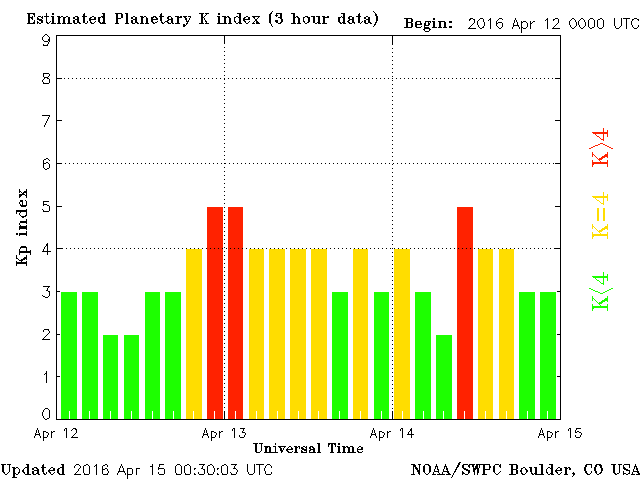 Estimated Planetary K index (3 hour data) Begin: 2016 Apr 12 0000 UTC
9
8
7
6
5
4
3
2
1
0
Kp index
K>4
K=4
K<4
Apr 12 Apr 13 Apr 14 Apr 15
Universal Time
Updated 2016 Apr 15 00:30:03 UTC NOAA/SWPC Boulder, CO USA